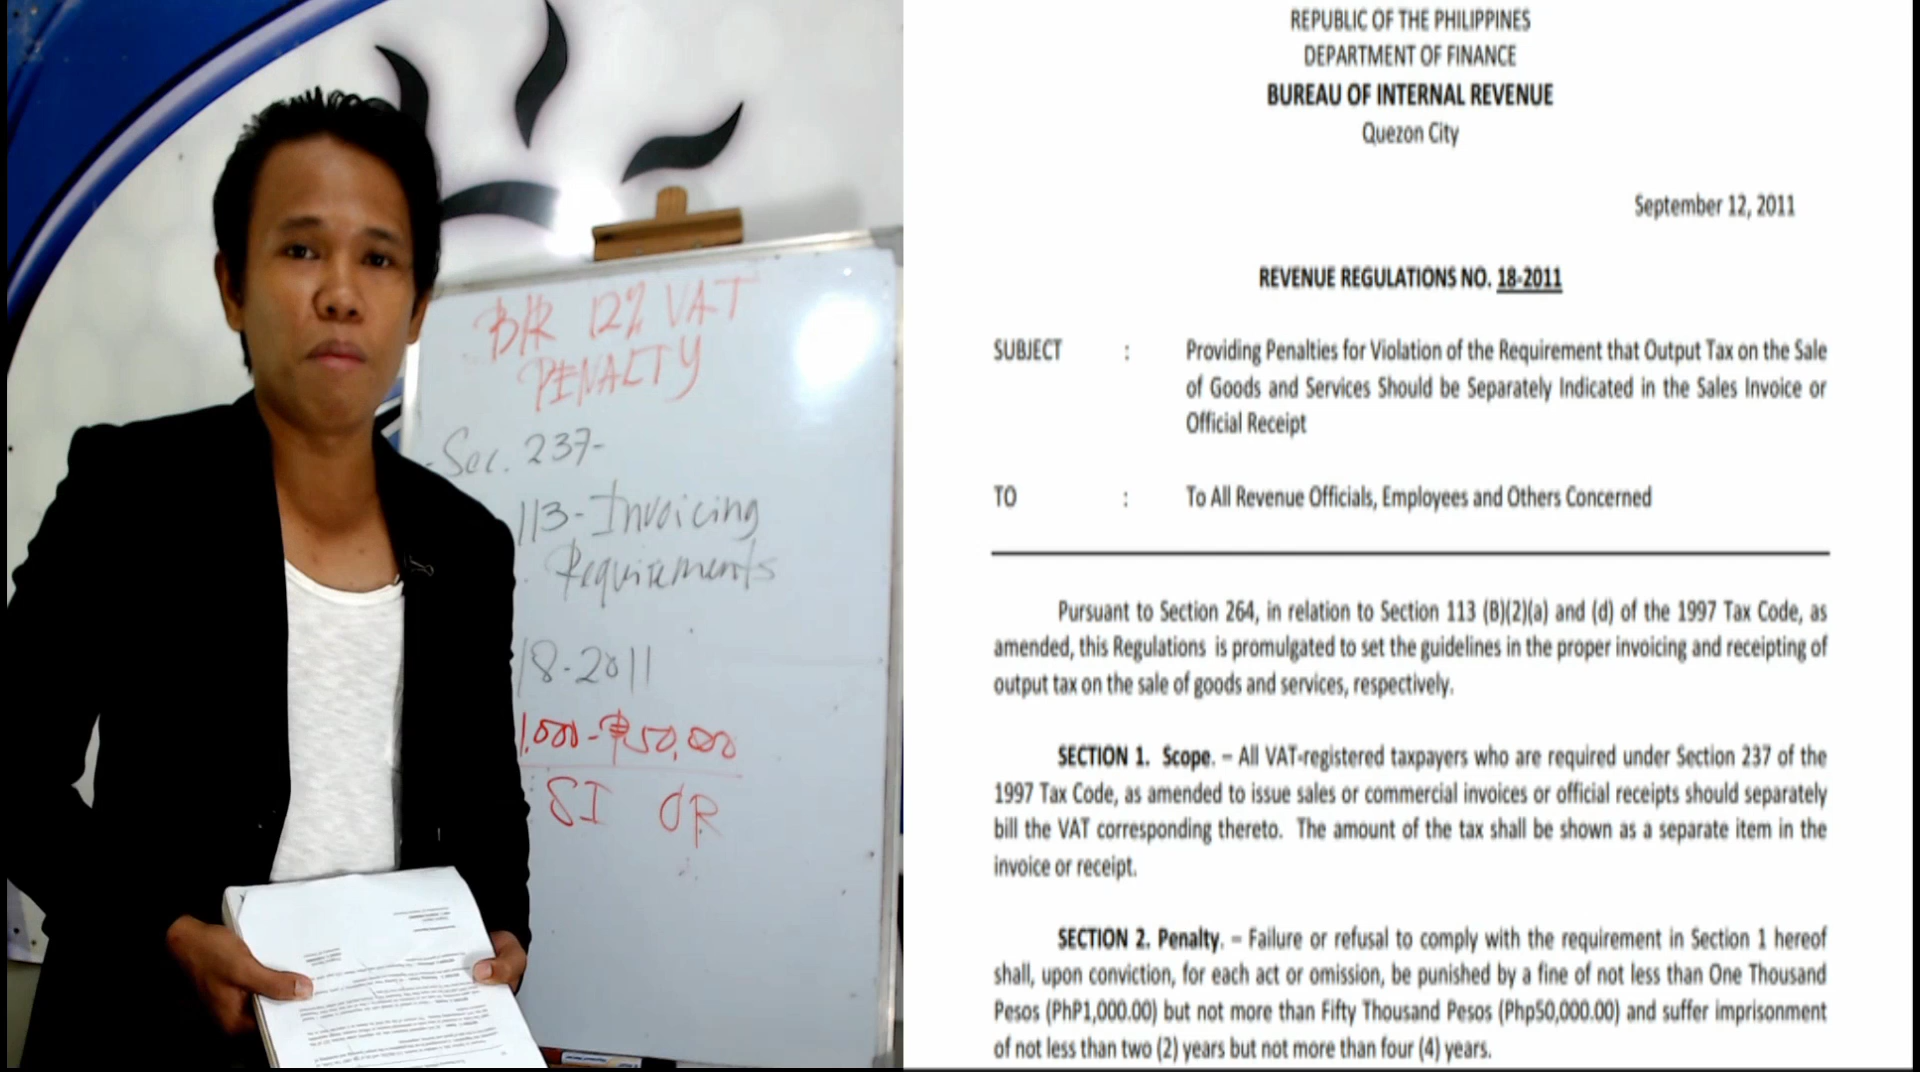 B/R 12% VAT
PENALTY
-Sec. 237-
113-Invoicing
Requirements
18-2011
1,000-₱50,000
SI OR
REPUBLIC OF THE PHILIPPINES
DEPARTMENT OF FINANCE
BUREAU OF INTERNAL REVENUE
Quezon City
September 12, 2011
REVENUE REGULATIONS NO. 18-2011
SUBJECT : Providing Penalties for Violation of the Requirement that Output Tax on the Sale
of Goods and Services Should be Separately Indicated in the Sales Invoice or
Official Receipt
TO : To All Revenue Officials, Employees and Others Concerned
Pursuant to Section 264, in relation to Section 113 (B)(2)(a) and (d) of the 1997 Tax Code, as
amended, this Regulations is promulgated to set the guidelines in the proper invoicing and receipting of
output tax on the sale of goods and services, respectively.
SECTION 1. Scope. – All VAT-registered taxpayers who are required under Section 237 of the
1997 Tax Code, as amended to issue sales or commercial invoices or official receipts should separately
bill the VAT corresponding thereto. The amount of the tax shall be shown as a separate item in the
invoice or receipt.
SECTION 2. Penalty. – Failure or refusal to comply with the requirement in Section 1 hereof
shall, upon conviction, for each act or omission, be punished by a fine of not less than One Thousand
Pesos (PhP1,000.00) but not more than Fifty Thousand Pesos (Php50,000.00) and suffer imprisonment
of not less than two (2) years but not more than four (4) years.